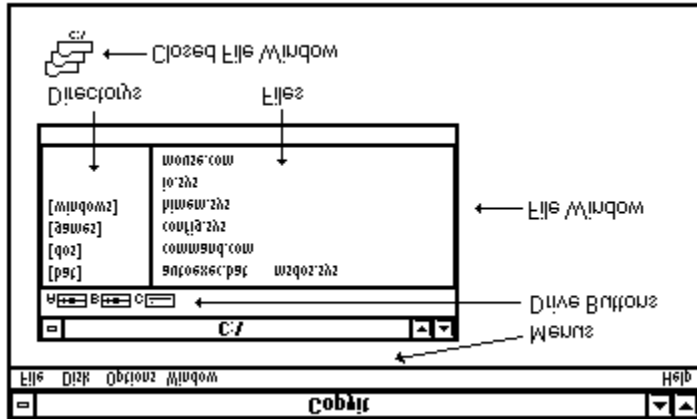 Copyit
File Disk Options Window Help
Menus
C:\
Drive Buttons
A B C
[bat] autoexec.bat msdos.sys
[dos] command.com
[games] config.sys
[windows] himem.sys
io.sys
mouse.com
File Window
Directorys Files
Closed File Window
C:\